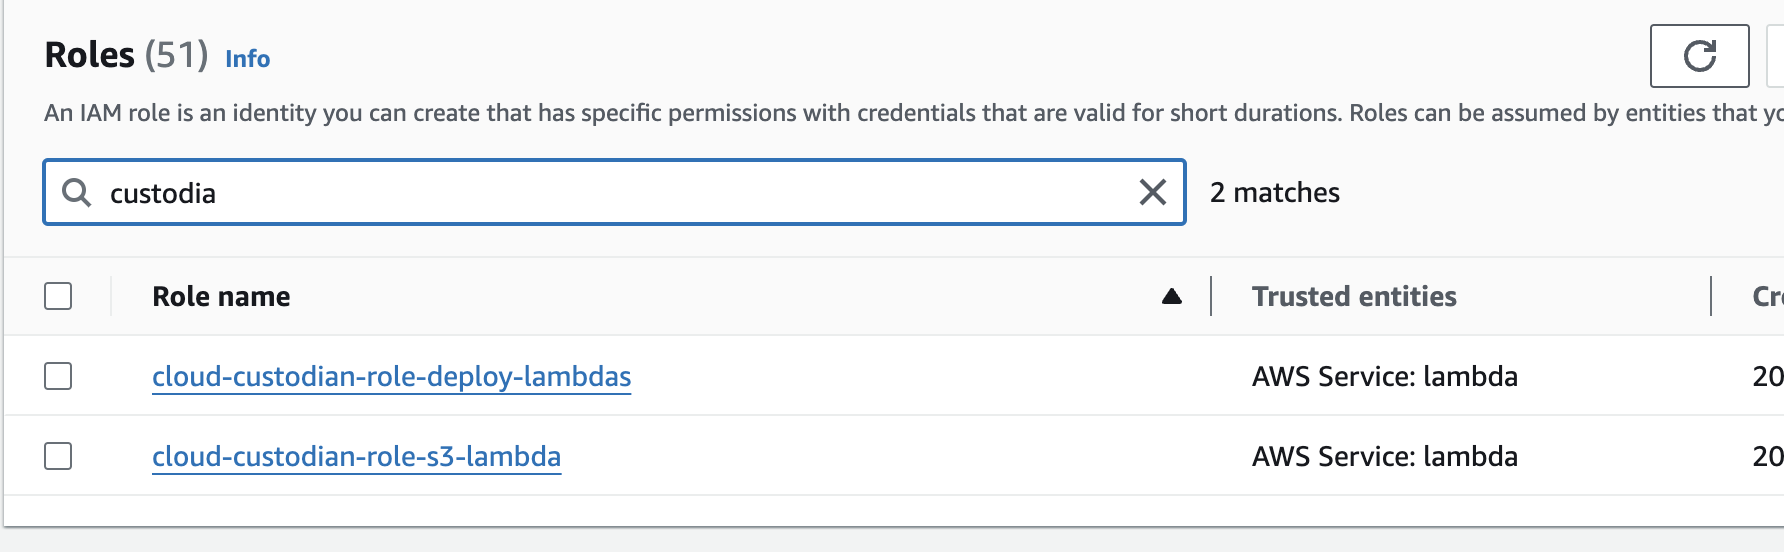 Roles (51) Info
An IAM role is an identity you can create that has specific permissions with credentials that are valid for short durations. Roles can be assumed by entities that
custodia
2 matches
Role name
Trusted entities
cloud-custodian-role-deploy-lambdas
AWS Service: lambda
20
cloud-custodian-role-s3-lambda
AWS Service: lambda
20